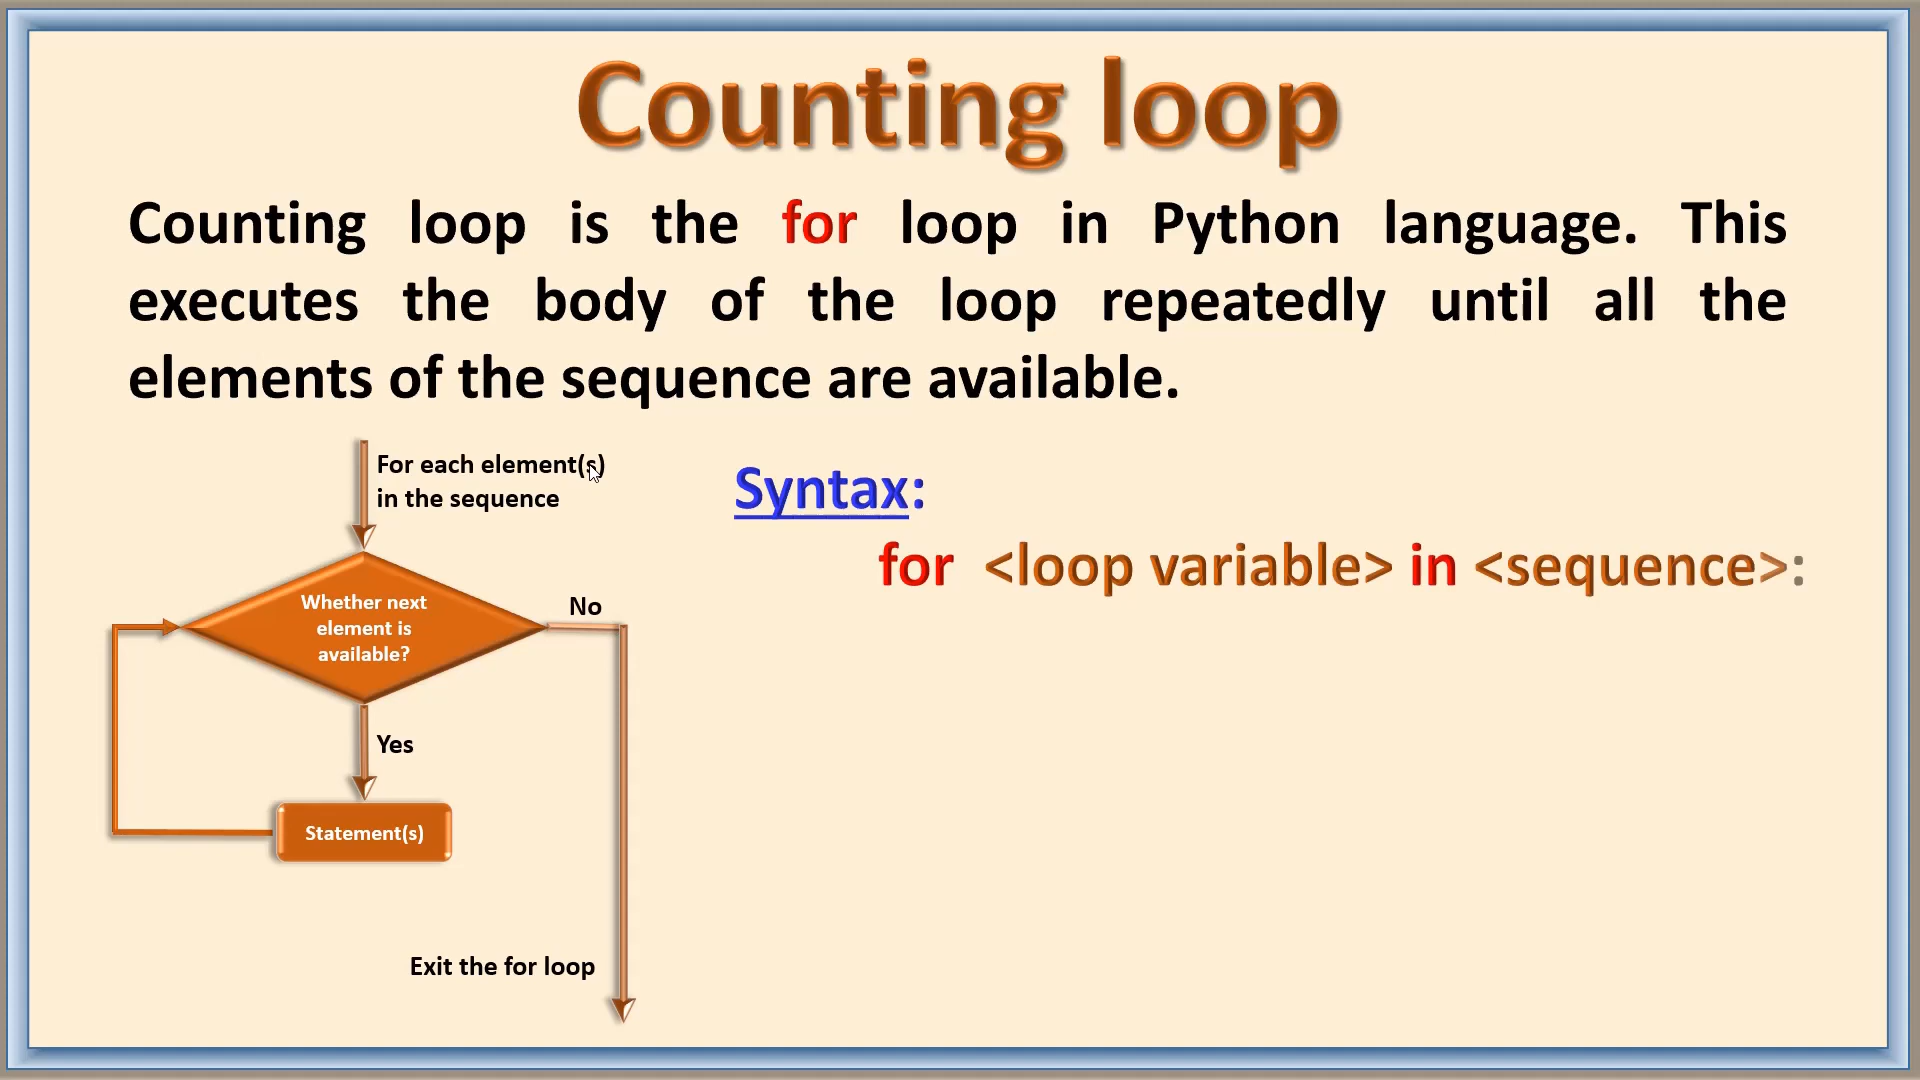 Counting loop
Counting loop is the for loop in Python language. This
executes the body of the loop repeatedly until all the
elements of the sequence are available.
For each element(s)
in the sequence
Whether next
element is
available?
No
Yes
Statement(s)
Exit the for loop
Syntax:
for <loop variable> in <sequence>: